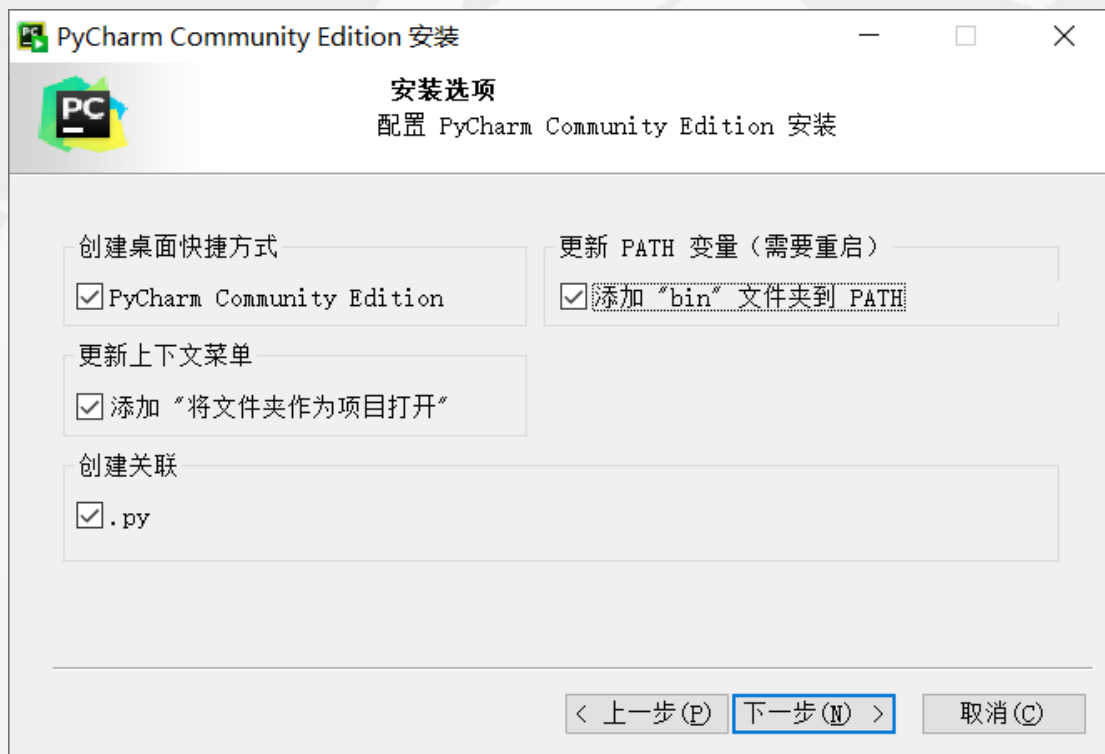 PyCharm Community Edition 安装
PC
安装选项
配置 PyCharm Community Edition 安装
创建桌面快捷方式
PyCharm Community Edition
更新 PATH 变量（需要重启）
添加 "bin" 文件夹到 PATH
更新上下文菜单
添加 "将文件夹作为项目打开"
创建关联
.py
< 上一步(P)
下一步(N) >
取消(C)